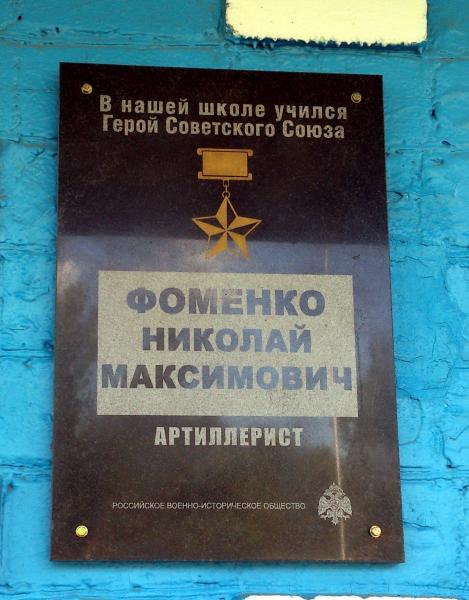 В нашей школе учился
Герой Советского Союза
ФОМЕНКО
НИКОЛАЙ
МАКСИМОВИЧ
АРТИЛЛЕРИСТ
РОССИЙСКОЕ ВОЕННО-ИСТОРИЧЕСКОЕ ОБЩЕСТВО